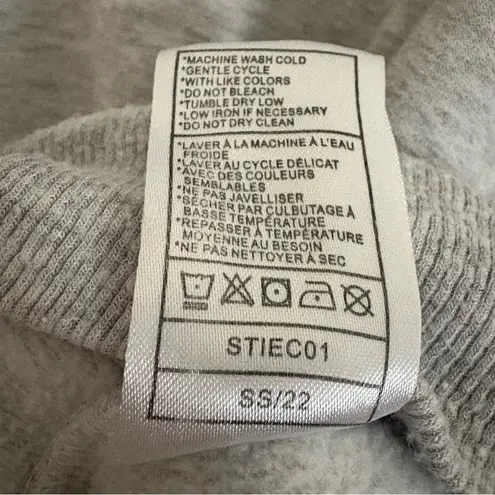 *MACHINE WASH COLD
*GENTLE CYCLE
*WITH LIKE COLORS
*DO NOT BLEACH
*TUMBLE DRY LOW
*LOW IRON IF NECESSARY
*DO NOT DRY CLEAN
*LAVER À LA MACHINE À L'EAU
FROIDE
*LAVER AU CYCLE DÉLICAT
*AVEC DES COULEURS
SEMBLABLES
*NE PAS JAVELLISER
*SÉCHER PAR CULBUTAGE À
BASSE TEMPÉRATURE
*REPASSER À TEMPÉRATURE
MOYENNE AU BESOIN
*NE PAS NETTOYER À SEC
STIEC01
SS/22